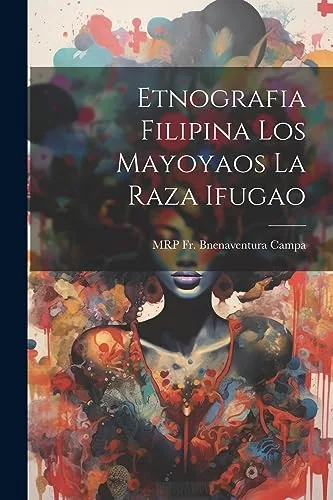 Etnografia
Filipina Los
Mayoyaos La
Raza Ifugao
MRP Fr. Bnenaventura Campa